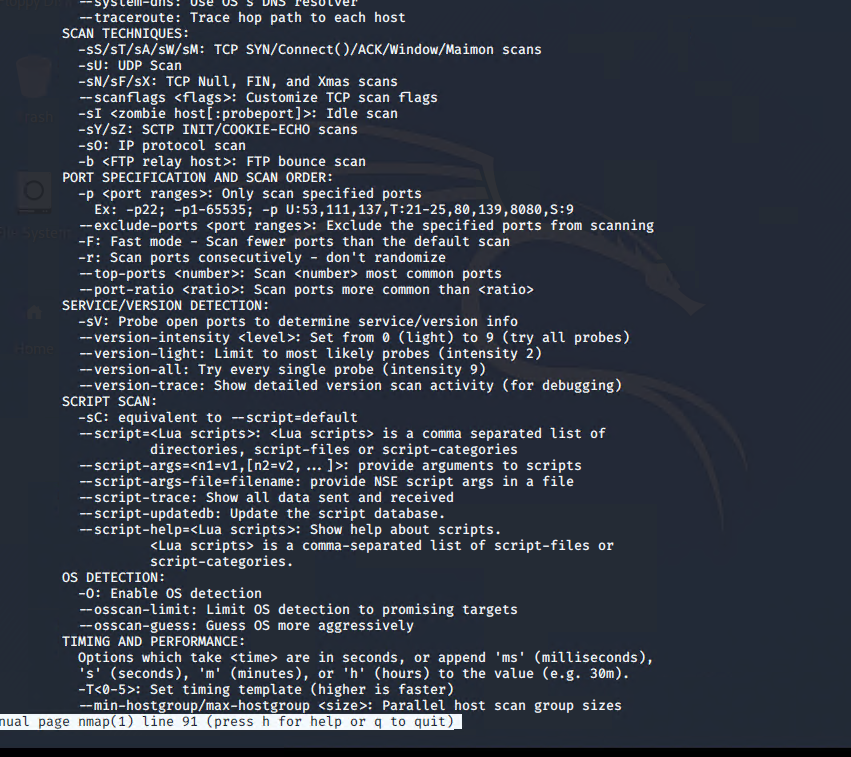 --system-dns: Use OS's DNS resolver
--traceroute: Trace hop path to each host
SCAN TECHNIQUES:
-sS/sT/sA/sW/sM: TCP SYN/Connect()/ACK/Window/Maimon scans
-sU: UDP Scan
-sN/sF/sX: TCP Null, FIN, and Xmas scans
--scanflags <flags>: Customize TCP scan flags
-sI <zombie host[:probeport]>: Idle scan
-sY/sZ: SCTP INIT/COOKIE-ECHO scans
-sO: IP protocol scan
-b <FTP relay host>: FTP bounce scan
PORT SPECIFICATION AND SCAN ORDER:
-p <port ranges>: Only scan specified ports
Ex: -p22; -p1-65535; -p U:53,111,137,T:21-25,80,139,8080,S:9
--exclude-ports <port ranges>: Exclude the specified ports from scanning
-F: Fast mode - Scan fewer ports than the default scan
-r: Scan ports consecutively - don't randomize
--top-ports <number>: Scan <number> most common ports
--port-ratio <ratio>: Scan ports more common than <ratio>
SERVICE/VERSION DETECTION:
-sV: Probe open ports to determine service/version info
--version-intensity <level>: Set from 0 (light) to 9 (try all probes)
--version-light: Limit to most likely probes (intensity 2)
--version-all: Try every single probe (intensity 9)
--version-trace: Show detailed version scan activity (for debugging)
SCRIPT SCAN:
-sC: equivalent to --script=default
--script=<Lua scripts>: <Lua scripts> is a comma separated list of
directories, script-files or script-categories
--script-args=<n1=v1,[n2=v2,...]>: provide arguments to scripts
--script-args-file=filename: provide NSE script args in a file
--script-trace: Show all data sent and received
--script-updatedb: Update the script database.
--script-help=<Lua scripts>: Show help about scripts.
<Lua scripts> is a comma-separated list of script-files or
script-categories.
OS DETECTION:
-O: Enable OS detection
--osscan-limit: Limit OS detection to promising targets
--osscan-guess: Guess OS more aggressively
TIMING AND PERFORMANCE:
Options which take <time> are in seconds, or append 'ms' (milliseconds),
's' (seconds), 'm' (minutes), or 'h' (hours) to the value (e.g. 30m).
-T<0-5>: Set timing template (higher is faster)
--min-hostgroup/max-hostgroup <size>: Parallel host scan group sizes
nual page nmap(1) line 91 (press h for help or q to quit)
Trash
Home